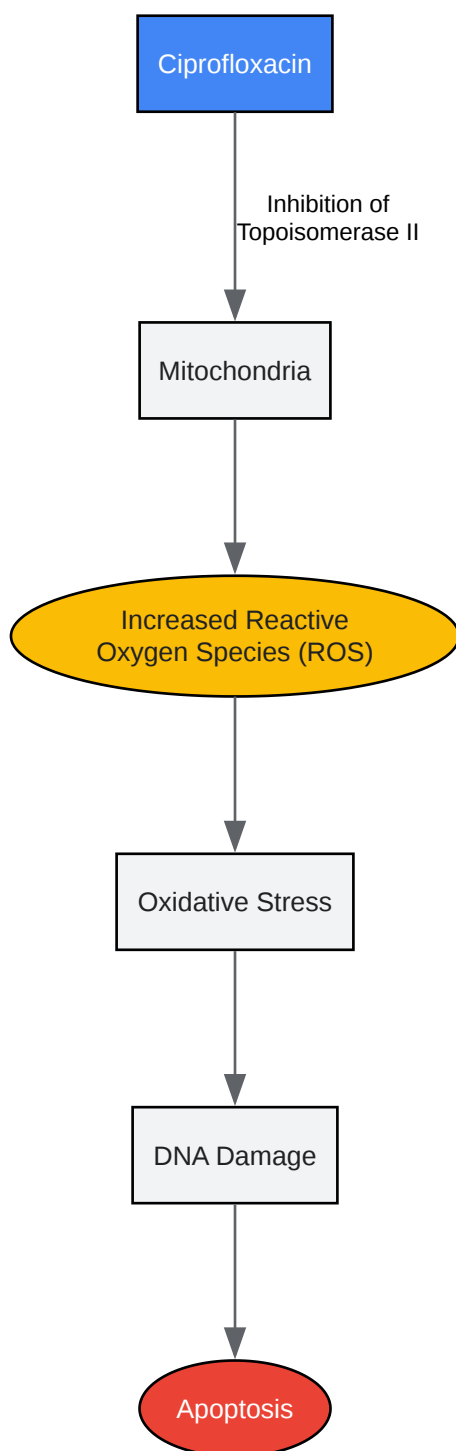 Ciprofloxacin
Inhibition of
Topoisomerase II
Mitochondria
Increased Reactive
Oxygen Species (ROS)
Oxidative Stress
DNA Damage
Apoptosis